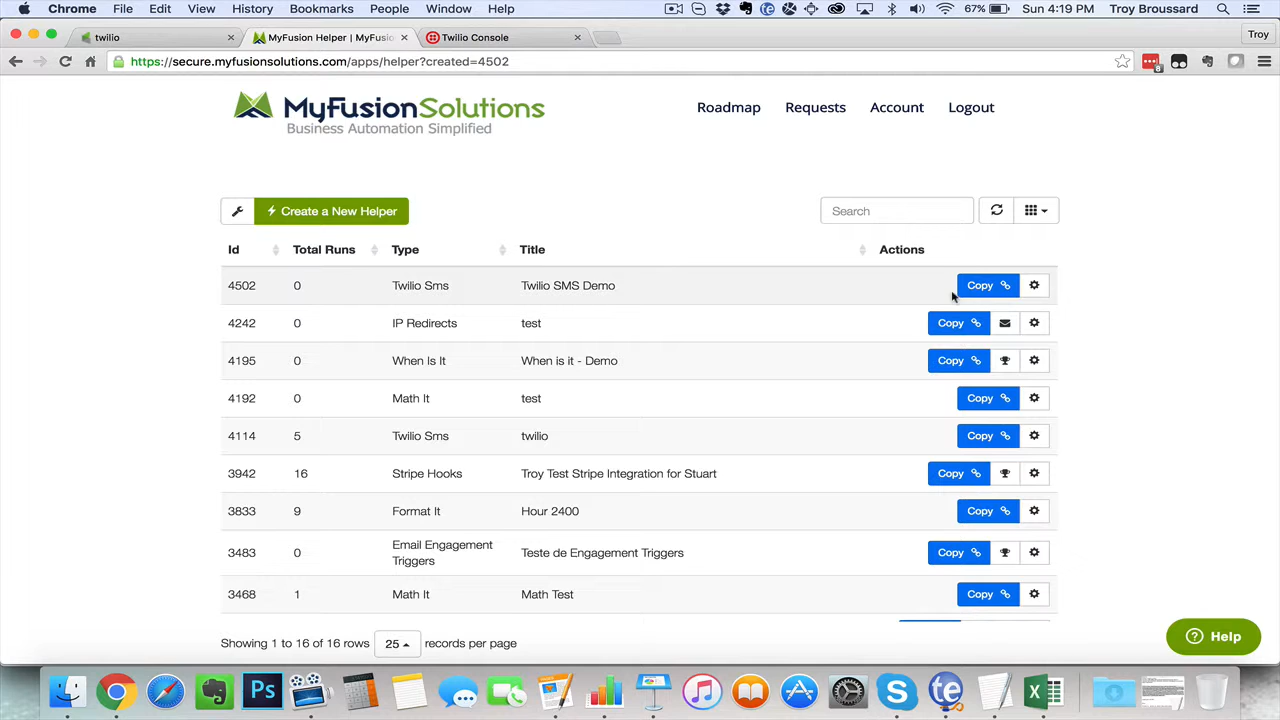 Chrome File Edit View History Bookmarks People Window Help 67% Sun 4:19 PM Troy Broussard
twilio MyFusion Helper | MyFusio Twilio Console Troy
https://secure.myfusionsolutions.com/apps/helper?created=4502
MyFusionSolutions
Business Automation Simplified
Roadmap Requests Account Logout
Create a New Helper Search
Id Total Runs Type Title Actions
4502 0 Twilio Sms Twilio SMS Demo Copy
4242 0 IP Redirects test Copy
4195 0 When Is It When is it - Demo Copy
4192 0 Math It test Copy
4114 5 Twilio Sms twilio Copy
3942 16 Stripe Hooks Troy Test Stripe Integration for Stuart Copy
3833 9 Format It Hour 2400 Copy
3483 0 Email Engagement Triggers Teste de Engagement Triggers Copy
3468 1 Math It Math Test Copy
Showing 1 to 16 of 16 rows 25 records per page
Help